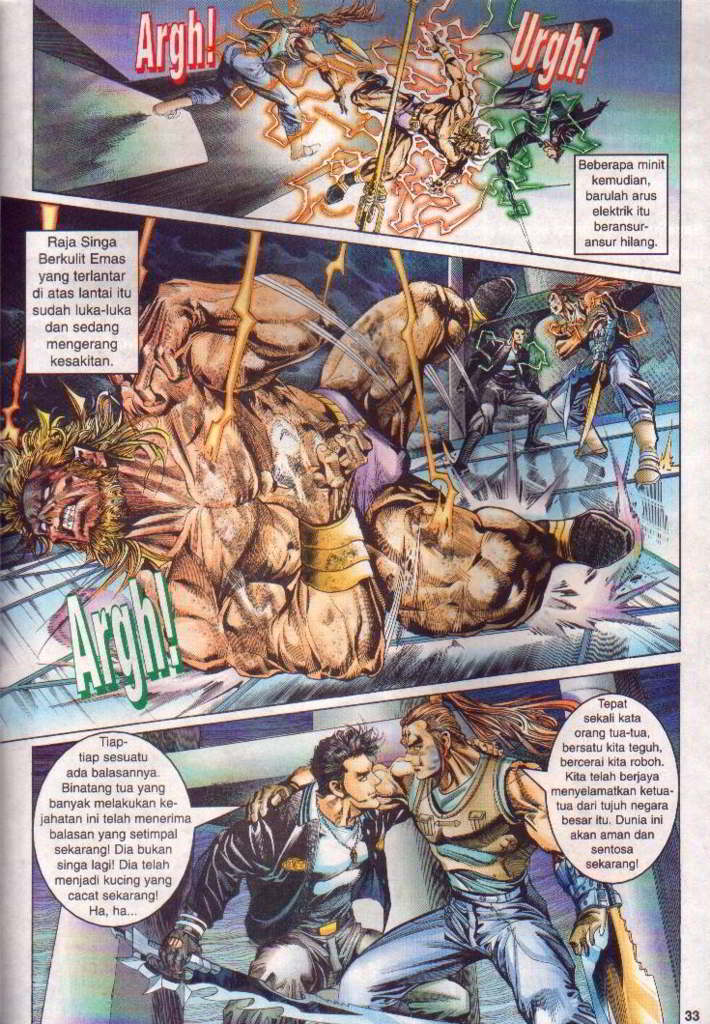 Argh!
Urgh!
Beberapa minit
kemudian,
barulah arus
elektrik itu
beransur-
ansur hilang.
Raja Singa
Berkulit Emas
yang terlantar
di atas lantai itu
sudah luka-luka
dan sedang
mengerang
kesakitan.
Argh!
Tiap-
tiap sesuatu
ada balasannya.
Binatang tua yang
banyak melakukan ke-
jahatan ini telah menerima
balasan yang setimpal
sekarang! Dia bukan
singa lagi! Dia telah
menjadi kucing yang
cacat sekarang!
Ha, ha...
Tepat
sekali kata
orang tua-tua,
bersatu kita teguh,
bercerai kita roboh.
Kita telah berjaya
menyelamatkan ketua-
tua dari tujuh negara
besar itu. Dunia ini
akan aman dan
sentosa
sekarang!
33